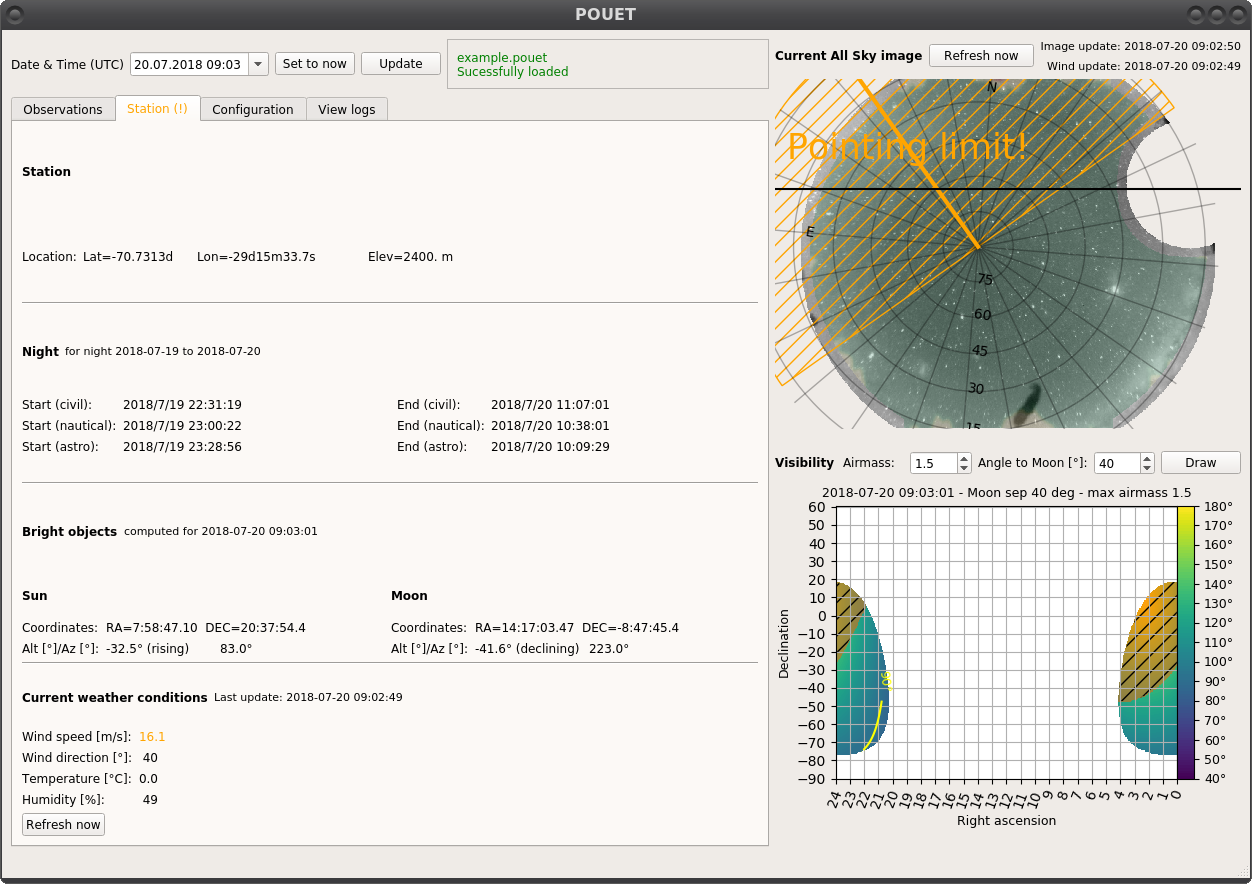 POUET
Date & Time (UTC) 20.07.2018 09:03 Set to now Update
example.pouet
Sucessfully loaded
Observations Station (!) Configuration View logs
Station
Location: Lat=-70.7313d Lon=-29d15m33.7s Elev=2400. m
Night for night 2018-07-19 to 2018-07-20
Start (civil): 2018/7/19 22:31:19 End (civil): 2018/7/20 11:07:01
Start (nautical): 2018/7/19 23:00:22 End (nautical): 2018/7/20 10:38:01
Start (astro): 2018/7/19 23:28:56 End (astro): 2018/7/20 10:09:29
Bright objects computed for 2018-07-20 09:03:01
Sun Moon
Coordinates: RA=7:58:47.10 DEC=20:37:54.4 Coordinates: RA=14:17:03.47 DEC=-8:47:45.4
Alt [°]/Az [°]: -32.5° (rising) 83.0° Alt [°]/Az [°]: -41.6° (declining) 223.0°
Current weather conditions Last update: 2018-07-20 09:02:49
Wind speed [m/s]: 16.1
Wind direction [°]: 40
Temperature [°C]: 0.0
Humidity [%]: 49
Refresh now
Current All Sky image Refresh now
Image update: 2018-07-20 09:02:50
Wind update: 2018-07-20 09:02:49
N
Pointing limit!
E
75
60
45
30
15
Visibility Airmass: 1.5 Angle to Moon [°]: 40 Draw
2018-07-20 09:03:01 - Moon sep 40 deg - max airmass 1.5
60
50
40
30
20
10
0
−10
−20
−30
−40
−50
−60
−70
−80
−90
Declination
90
180°
170°
160°
150°
140°
130°
120°
110°
100°
90°
80°
70°
60°
50°
40°
24 23 22 21 20 19 18 17 16 15 14 13 12 11 10 9 8 7 6 5 4 3 2 1 0
Right ascension